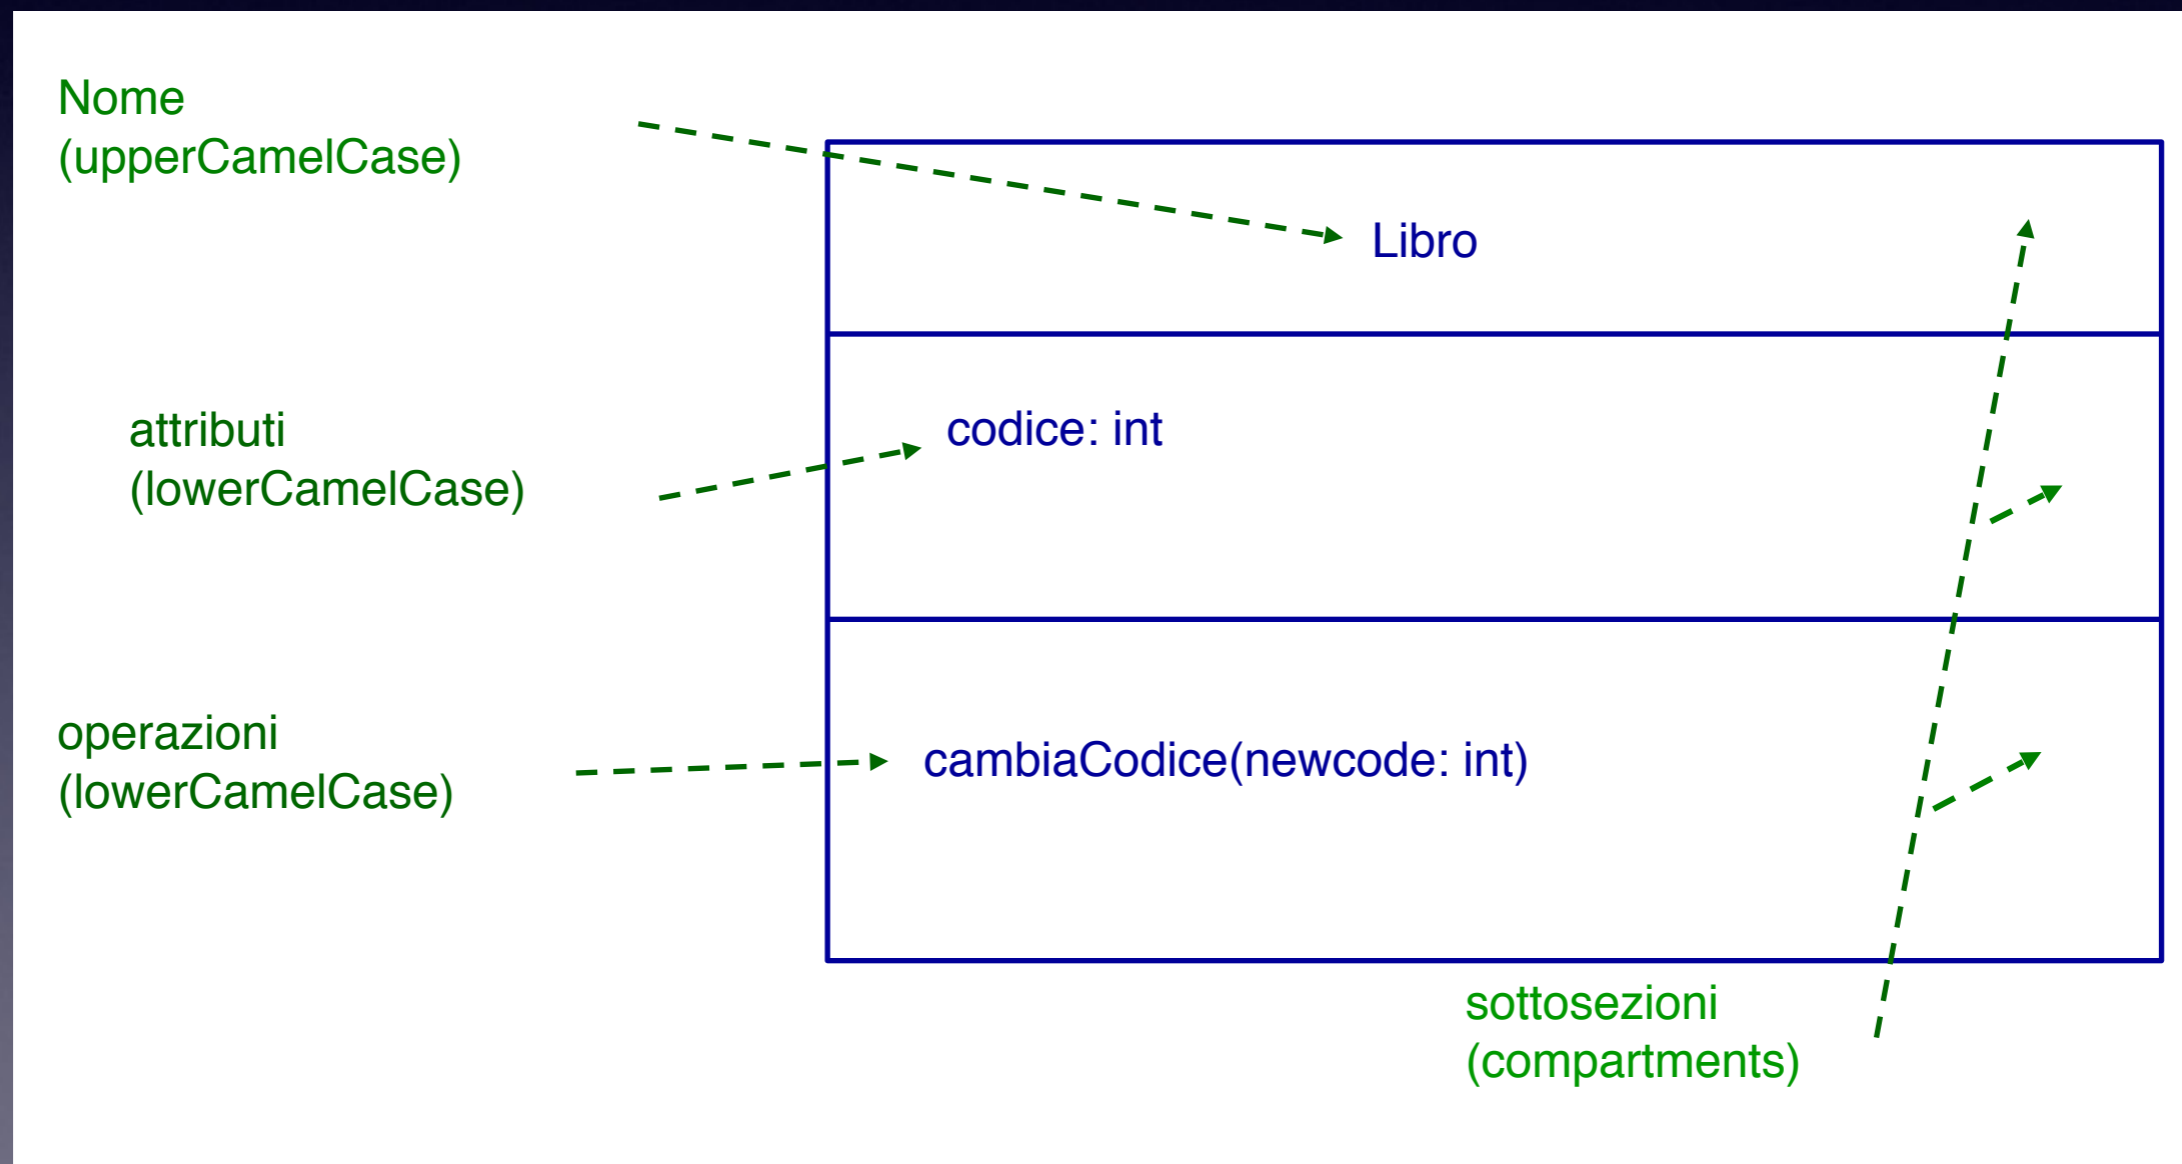 Nome
(upperCamelCase)
Libro
attributi
(lowerCamelCase)
codice: int
operazioni
(lowerCamelCase)
cambiaCodice(newcode: int)
sottosezioni
(compartments)